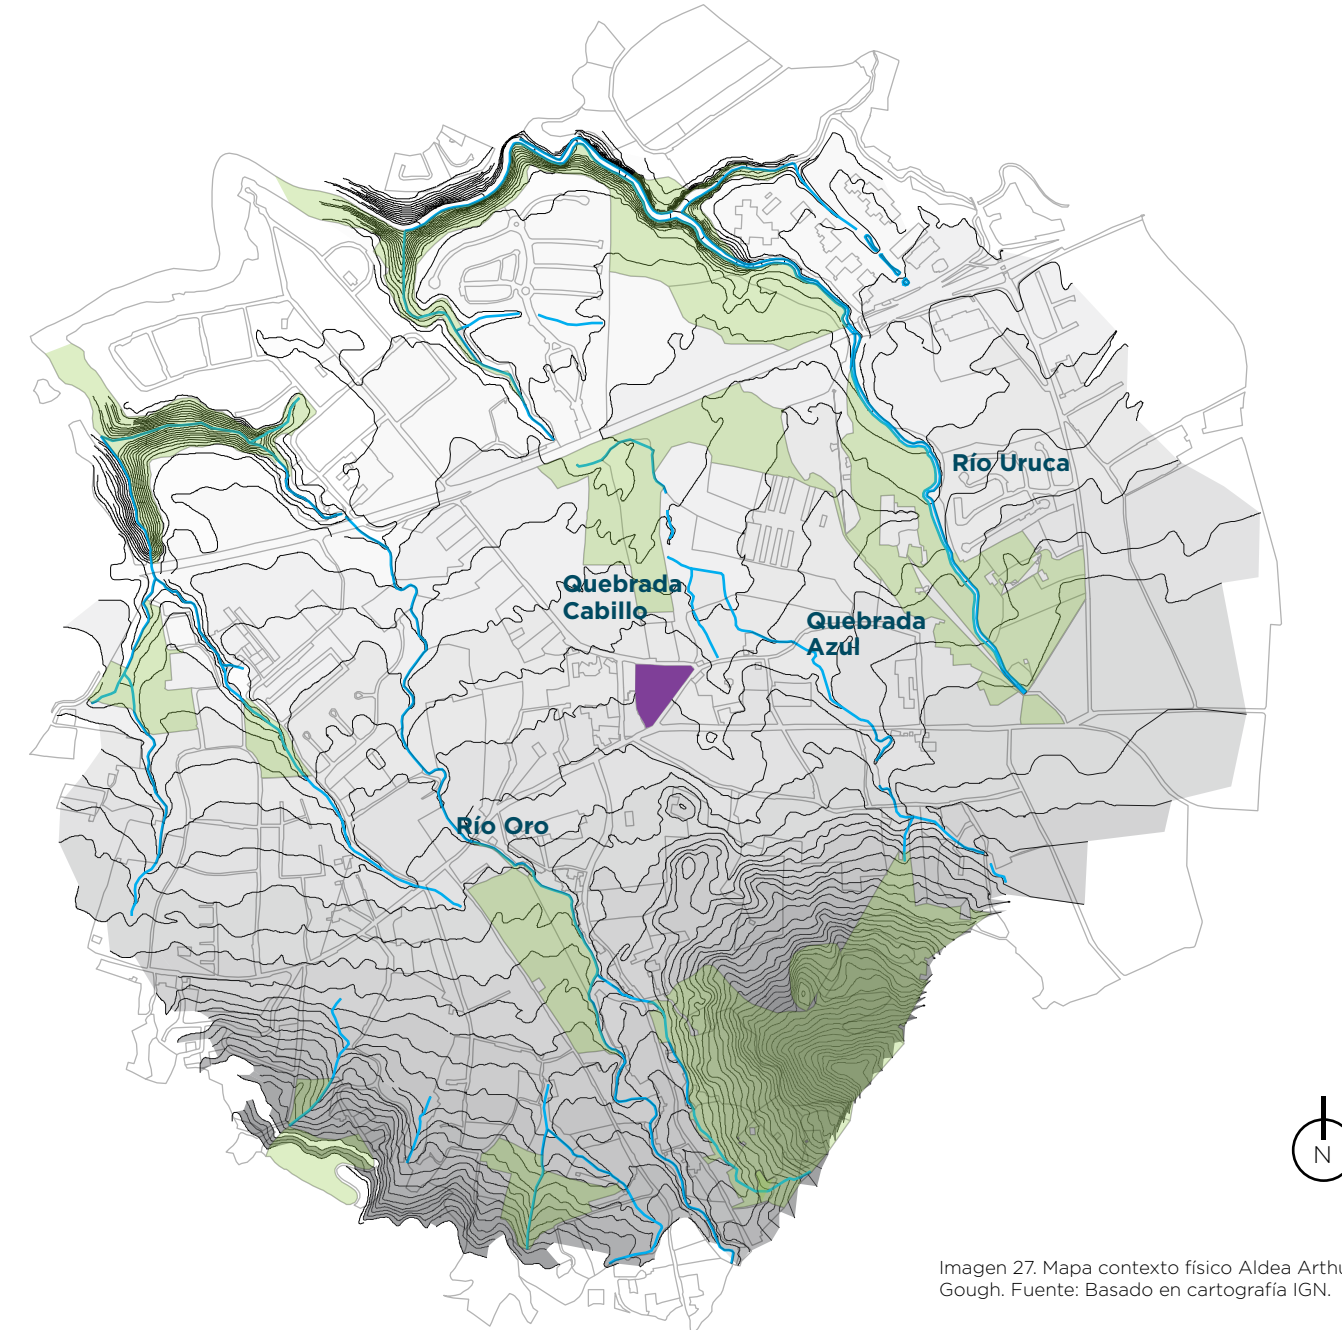 Río Uruca
Quebrada
Cabillo
Quebrada
Azul
Río Oro
N
Imagen 27. Mapa contexto físico Aldea Arthu
Gough. Fuente: Basado en cartografía IGN.